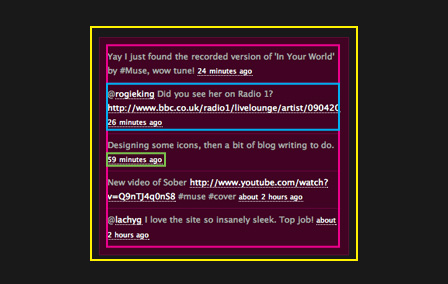 Yay I just found the recorded version of 'In Your World'
by #Muse, wow tune! 24 minutes ago
@rogieking Did you see her on Radio 1?
http://www.bbc.co.uk/radio1/livelounge/artist/090420
26 minutes ago
Designing some icons, then a bit of blog writing to do.
59 minutes ago
New video of Sober http://www.youtube.com/watch?
v=Q9nTJ4q0nS8 #muse #cover about 2 hours ago
@lachyg I love the site so insanely sleek. Top job! about
2 hours ago